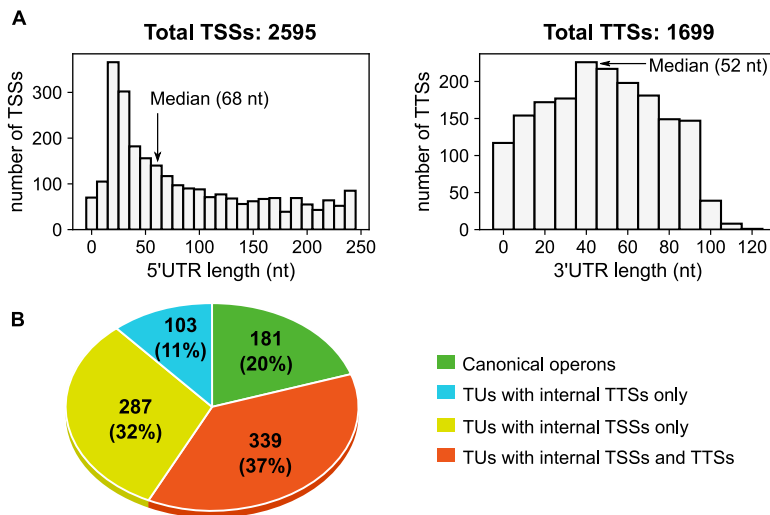 A
Total TSSs: 2595
number of TSSs
300
200
100
0
Median (68 nt)
0 50 100 150 200 250
5'UTR length (nt)
Total TTSs: 1699
number of TTSs
200
150
100
50
0
Median (52 nt)
0 20 40 60 80 100 120
3'UTR length (nt)
B
103
(11%)
181
(20%)
287
(32%)
339
(37%)
Canonical operons
TUs with internal TTSs only
TUs with internal TSSs only
TUs with internal TSSs and TTSs